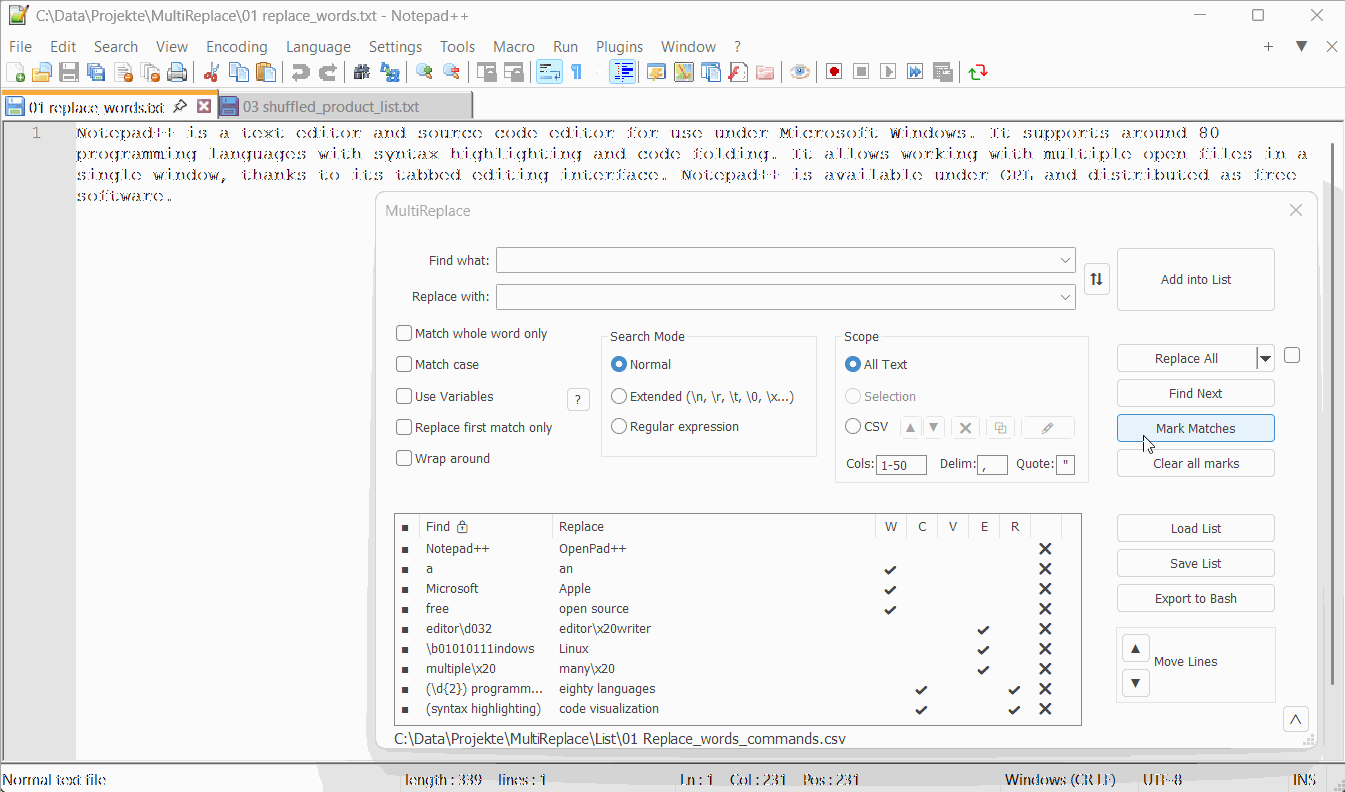 C:\Data\Projekte\MultiReplace\01 replace_words.txt - Notepad++
File Edit Search View Encoding Language Settings Tools Macro Run Plugins Window ?
01 replace_words.txt 03 shuffled_product_list.txt
1 Notepad++ is a text editor and source code editor for use under Microsoft Windows. It supports around 80
programming languages with syntax highlighting and code folding. It allows working with multiple open files in a
single window, thanks to its tabbed editing interface. Notepad++ is available under GPL and distributed as free
software.
MultiReplace
Find what:
Replace with:
Add into List
Match whole word only
Match case
Use Variables ?
Replace first match only
Wrap around
Search Mode
Normal
Extended (\n, \r, \t, \0, \x...)
Regular expression
Scope
All Text
Selection
CSV
Cols: 1-50 Delim: , Quote: "
Replace All
Find Next
Mark Matches
Clear all marks
Find Replace W C V E R
Notepad++ OpenPad++
a an
Microsoft Apple
free open source
editor\d032 editor\x20writer
\b01010111indows Linux
multiple\x20 many\x20
(\d{2}) programm... eighty languages
(syntax highlighting) code visualization
Load List
Save List
Export to Bash
Move Lines
C:\Data\Projekte\MultiReplace\List\01 Replace_words_commands.csv
Normal text file length : 339 lines : 1 Ln : 1 Col : 231 Pos : 231 Windows (CR LF) UTF-8 INS